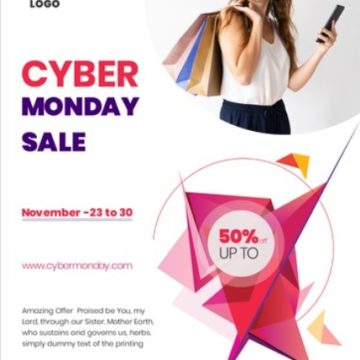 LOGO
CYBER
MONDAY
SALE
November -23 to 30
50% off
UP TO
www.cybermonday.com
Amazing Offer Praised be You, my
Lord, through our Sister, Mother Earth,
who sustains and governs us, herbs,
simply dummy text of the printing